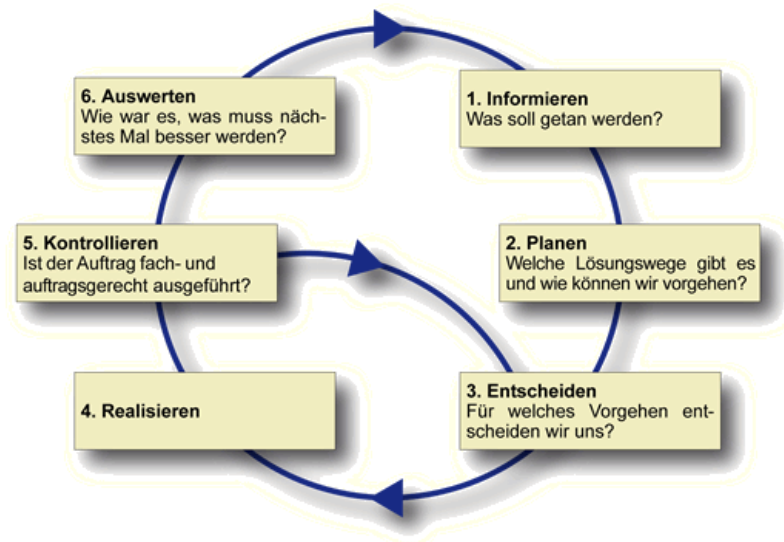 6. Auswerten
Wie war es, was muss näch-
stes Mal besser werden?
1. Informieren
Was soll getan werden?
5. Kontrollieren
Ist der Auftrag fach- und
auftragsgerecht ausgeführt?
2. Planen
Welche Lösungswege gibt es
und wie können wir vorgehen?
4. Realisieren
3. Entscheiden
Für welches Vorgehen ent-
scheiden wir uns?